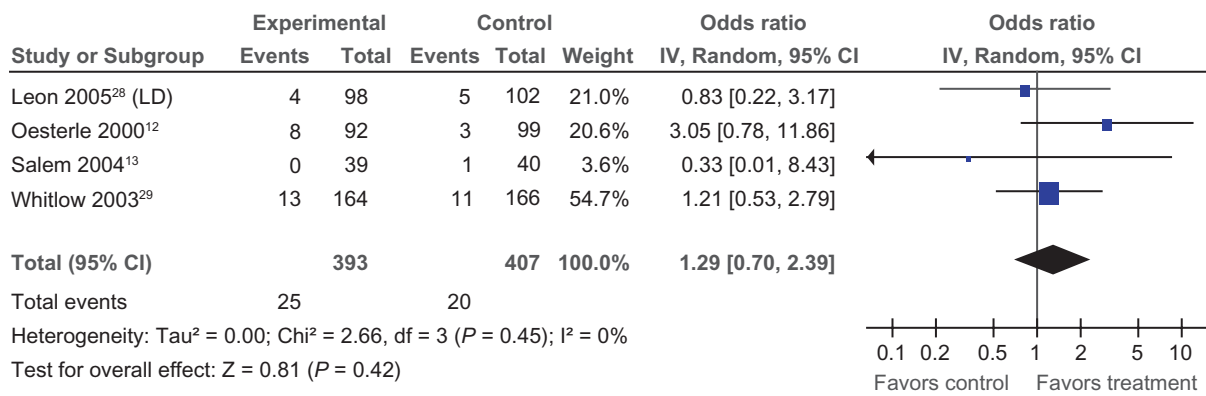 Experimental Control Odds ratio Odds ratio
Study or Subgroup Events Total Events Total Weight IV, Random, 95% CI IV, Random, 95% CI
Leon 2005²⁸ (LD) 4 98 5 102 21.0% 0.83 [0.22, 3.17]
Oesterle 2000¹² 8 92 3 99 20.6% 3.05 [0.78, 11.86]
Salem 2004¹³ 0 39 1 40 3.6% 0.33 [0.01, 8.43]
Whitlow 2003²⁹ 13 164 11 166 54.7% 1.21 [0.53, 2.79]
Total (95% CI) 393 407 100.0% 1.29 [0.70, 2.39]
Total events 25 20
Heterogeneity: Tau² = 0.00; Chi² = 2.66, df = 3 (P = 0.45); I² = 0%
Test for overall effect: Z = 0.81 (P = 0.42)
0.1 0.2 0.5 1 2 5 10
Favors control Favors treatment